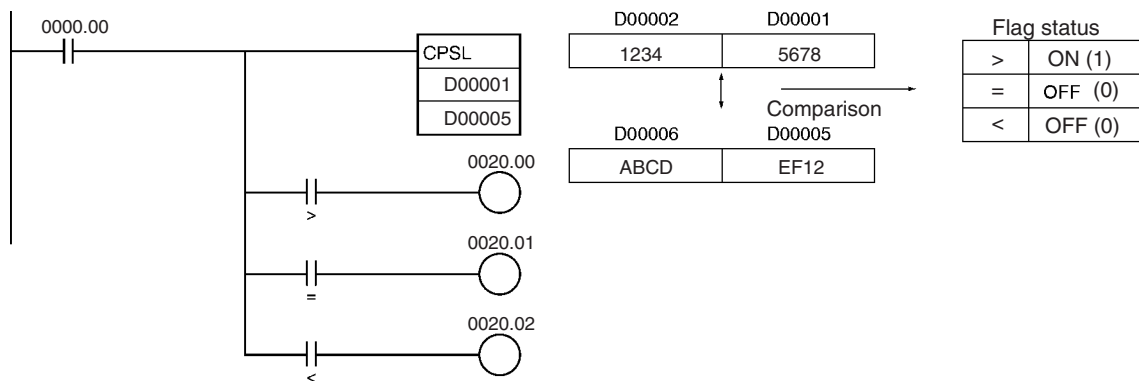 0000.00
CPSL
D00001
D00005
0020.00
>
0020.01
=
0020.02
<
D00002 D00001
1234 5678
Comparison
D00006 D00005
ABCD EF12
Flag status
> ON (1)
= OFF (0)
< OFF (0)